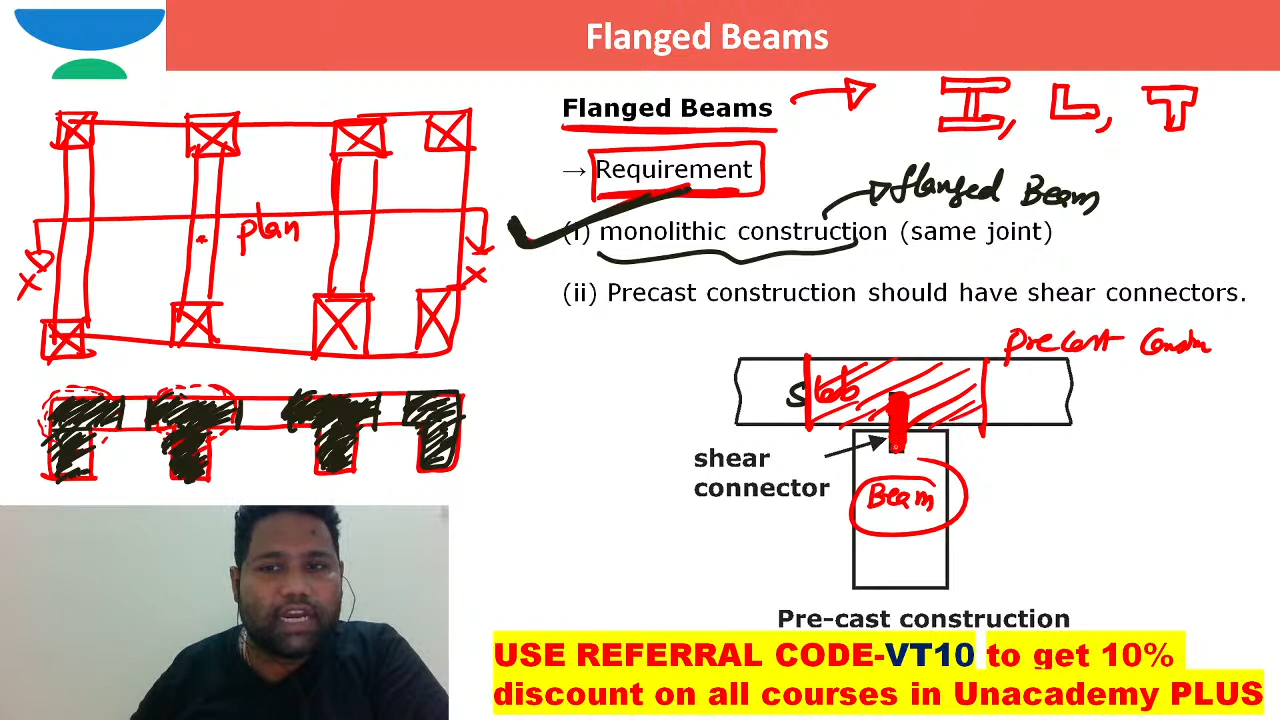 Flanged Beams
Flanged Beams → I, L, T
→ Requirement
flanged Beam
(i) monolithic construction (same joint)
(ii) Precast construction should have shear connectors.
plan
X X
Precast
Slab
shear
connector
Beam
Pre-cast construction
USE REFERRAL CODE-VT10 to get 10%
discount on all courses in Unacademy PLUS